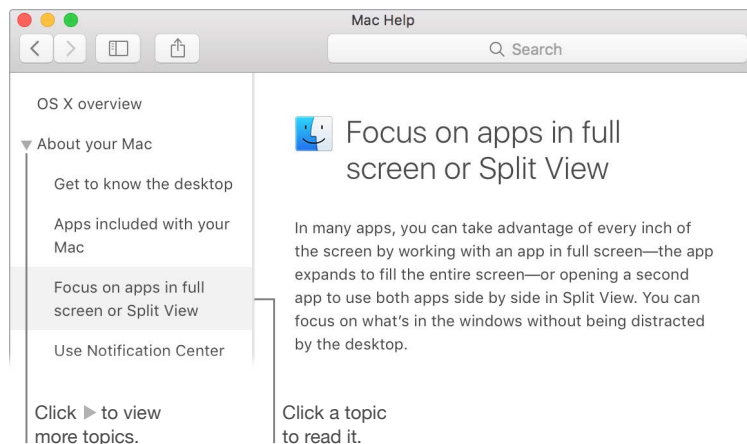 Mac Help
Search
OS X overview
About your Mac
Get to know the desktop
Apps included with your
Mac
Focus on apps in full
screen or Split View
Use Notification Center
Focus on apps in full
screen or Split View
In many apps, you can take advantage of every inch of
the screen by working with an app in full screen—the app
expands to fill the entire screen—or opening a second
app to use both apps side by side in Split View. You can
focus on what's in the windows without being distracted
by the desktop.
Click ▶ to view
more topics.
Click a topic
to read it.